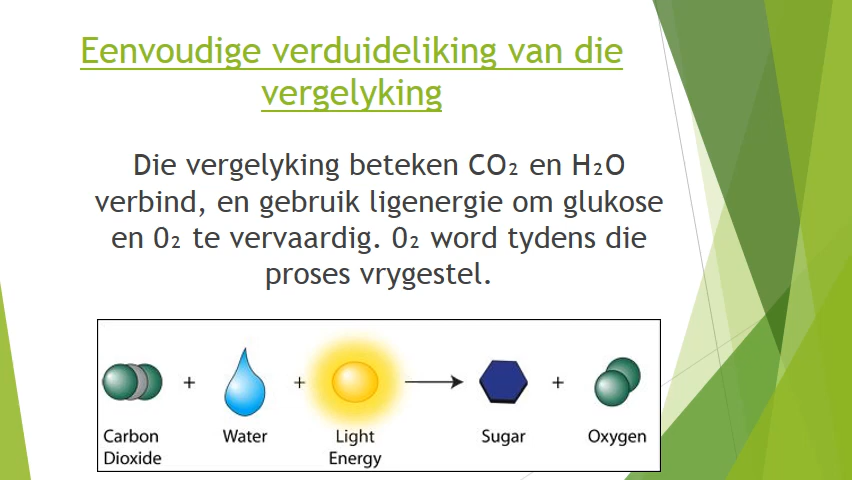 Eenvoudige verduideliking van die
vergelyking
Die vergelyking beteken CO₂ en H₂O
verbind, en gebruik ligenergie om glukose
en 0₂ te vervaardig. 0₂ word tydens die
proses vrygestel.
+ + +
Carbon Dioxide
Water
Light Energy
Sugar
Oxygen